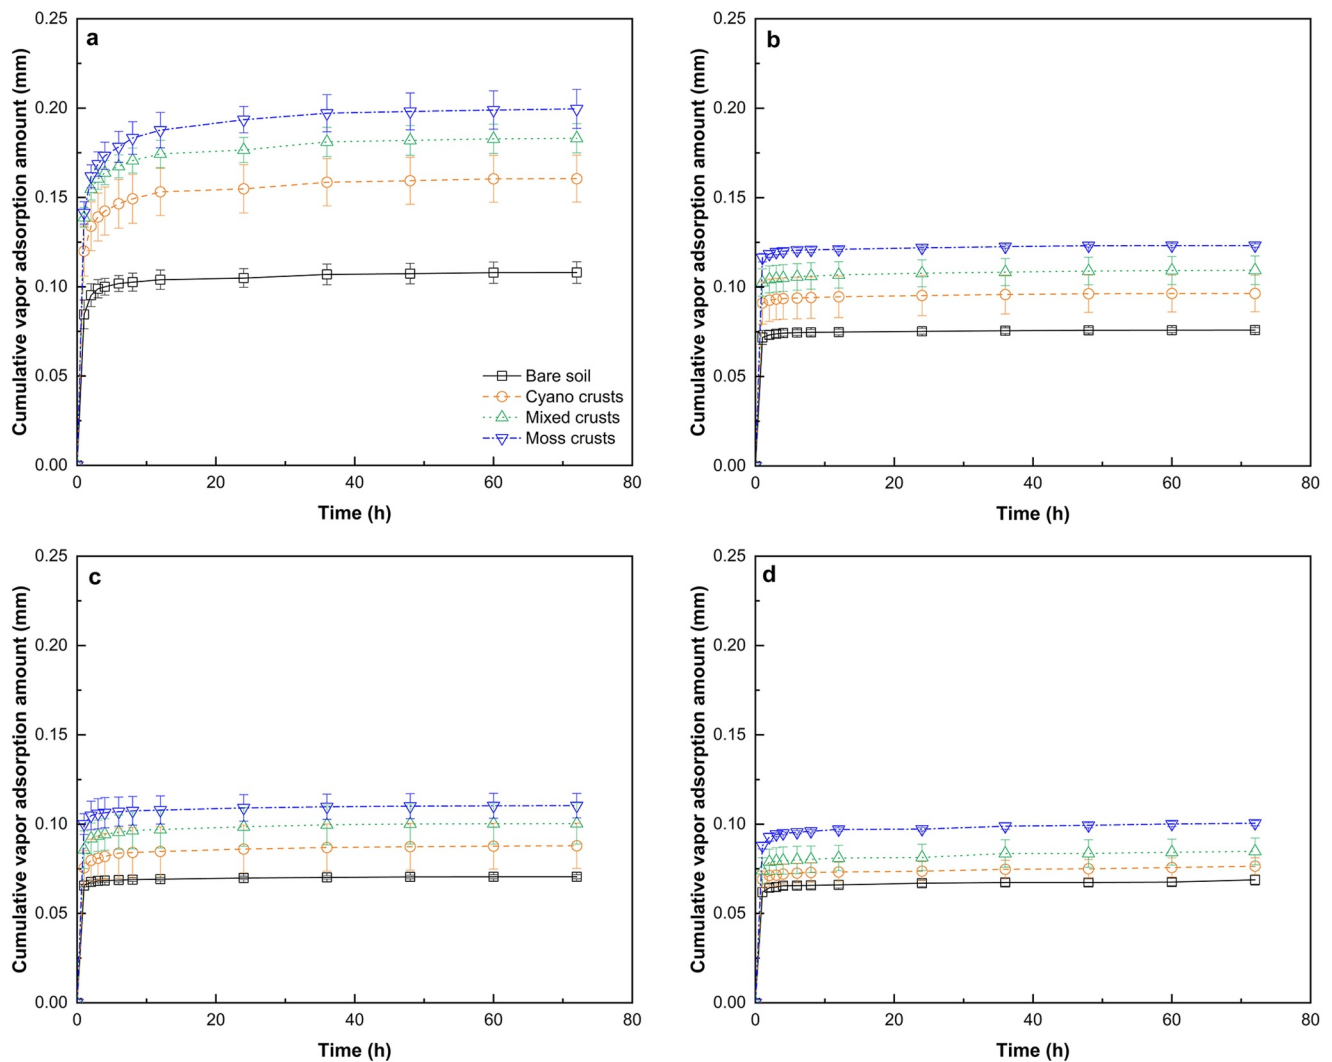 a
0.25
0.20
0.15
0.10
0.05
0.00
Cumulative vapor adsorption amount (mm)
Bare soil
Cyano crusts
Mixed crusts
Moss crusts
0 20 40 60 80
Time (h)
b
0.25
0.20
0.15
0.10
0.05
0.00
Cumulative vapor adsorption amount (mm)
0 20 40 60 80
Time (h)
c
0.25
0.20
0.15
0.10
0.05
0.00
Cumulative vapor adsorption amount (mm)
0 20 40 60 80
Time (h)
d
0.25
0.20
0.15
0.10
0.05
0.00
Cumulative vapor adsorption amount (mm)
0 20 40 60 80
Time (h)